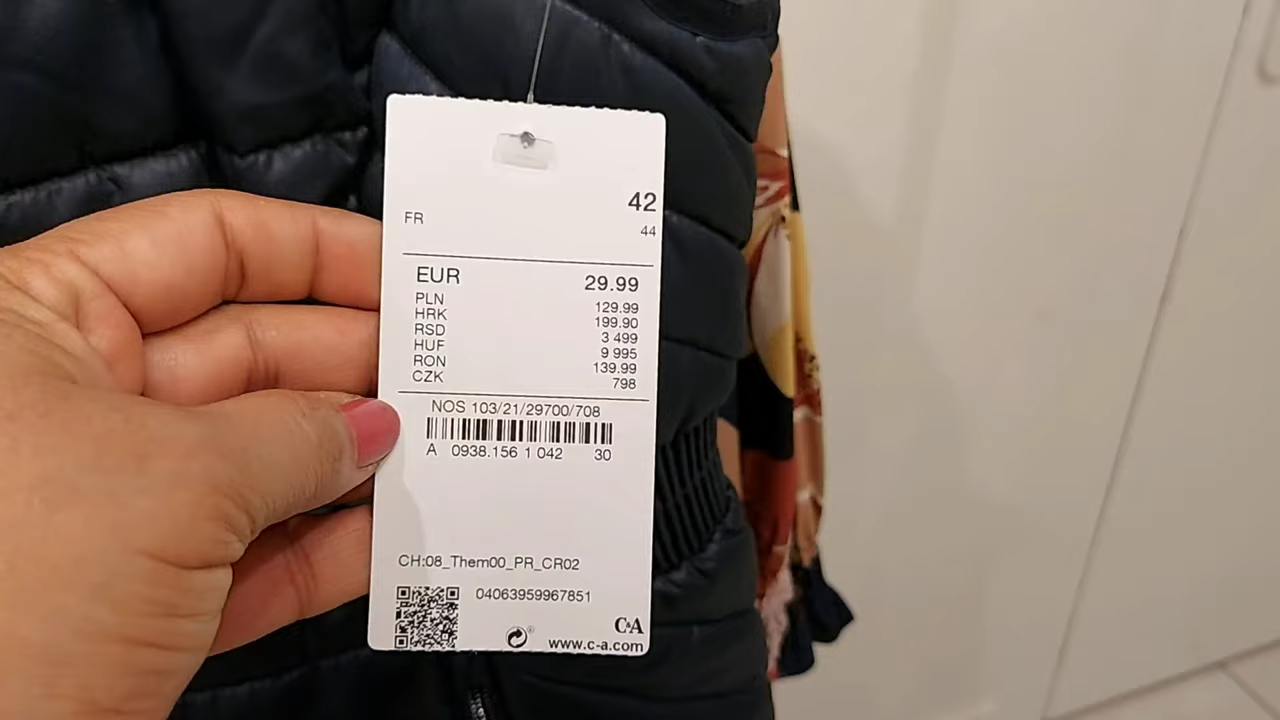 42
FR 44
EUR 29.99
PLN 129.99
HRK 199.90
RSD 3 499
HUF 9 995
RON 139.99
CZK 798
NOS 103/21/29700/708
A 0938.156 1 042 30
CH:08_Them00_PR_CR02
04063959967851
C&A
www.c-a.com